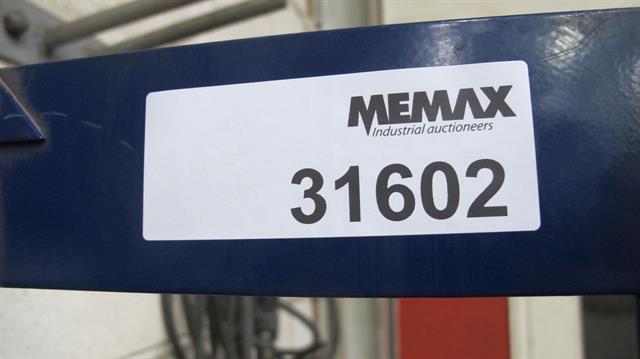 MEMAX
Industrial auctioneers
31602